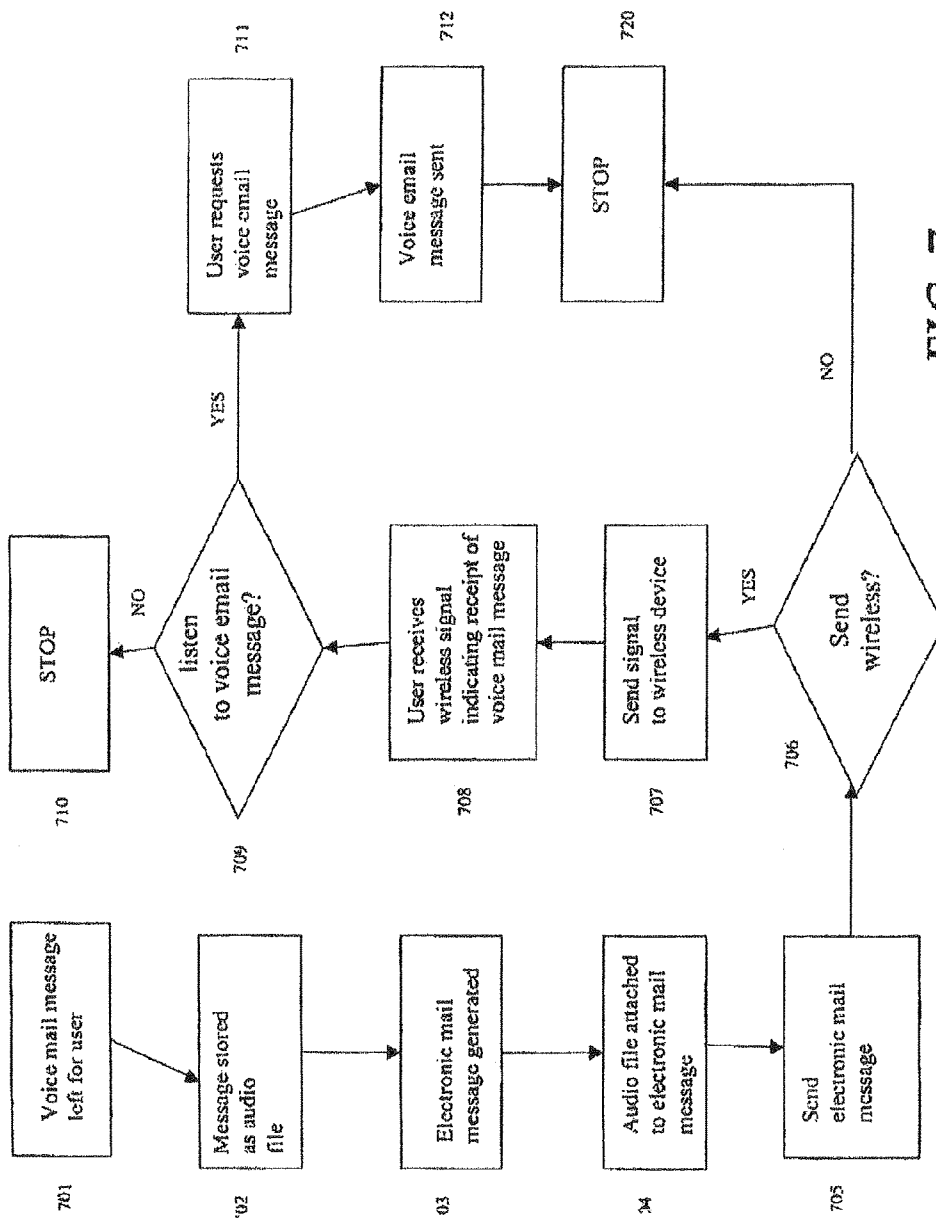 701
Voice mail message
left for user
702
Message stored
as audio
file
03
Electronic mail
message generated
04
Audio file attached
to electronic mail
message
705
Send
electronic mail
message
706
Send
wireless?
YES
NO
707
Send signal
to wireless device
708
User receives
wireless signal
indicating receipt of
voice mail message
709
listen
to voice email
message?
NO
YES
710
STOP
711
User requests
voice email
message
712
Voice email
message sent
720
STOP